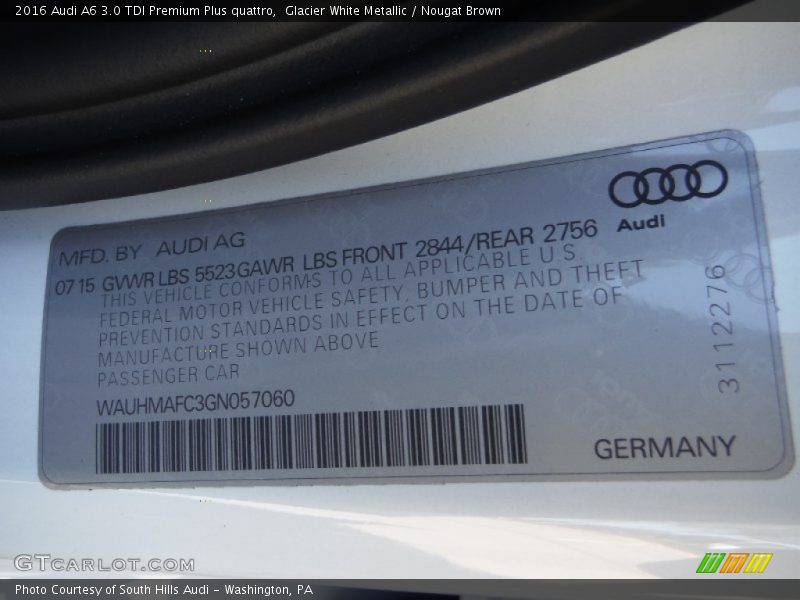 2016 Audi A6 3.0 TDI Premium Plus quattro,  Glacier White Metallic / Nougat Brown
Audi
MFD. BY AUDI AG
07 15 GVWR LBS 5523 GAWR LBS FRONT 2844/REAR 2756
THIS VEHICLE CONFORMS TO ALL APPLICABLE U.S.
FEDERAL MOTOR VEHICLE SAFETY, BUMPER AND THEFT
PREVENTION STANDARDS IN EFFECT ON THE DATE OF
MANUFACTURE SHOWN ABOVE
PASSENGER CAR
WAUHMAFC3GN057060
3112276
GERMANY
GTCARLOT.COM
Photo Courtesy of South Hills Audi - Washington, PA